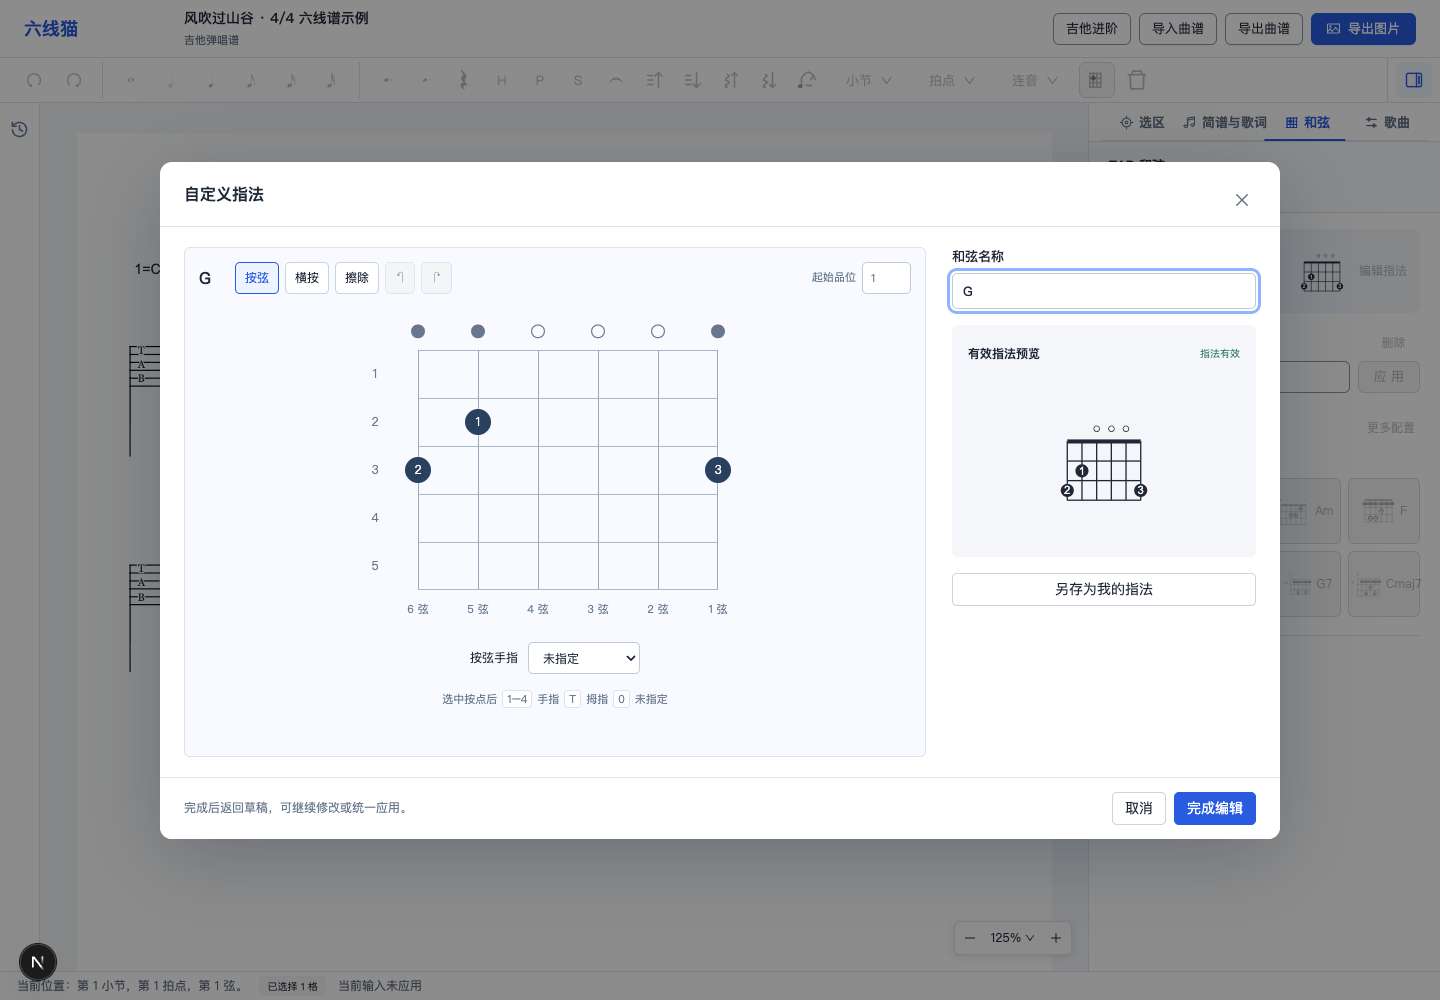 六线猫
风吹过山谷 · 4/4 六线谱示例
吉他弹唱谱
吉他进阶
导入曲谱
导出曲谱
导出图片
H P S
小节
拍点
连音
选区
简谱与歌词
和弦
歌曲
自定义指法
1=C
G
按弦
横按
擦除
起始品位
1
1
2
3
4
5
1
2
3
6 弦
5 弦
4 弦
3 弦
2 弦
1 弦
按弦手指
未指定
选中按点后 1—4 手指 T 拇指 0 未指定
和弦名称
G
有效指法预览
指法有效
1
2
3
另存为我的指法
完成后返回草稿，可继续修改或统一应用。
取消
完成编辑
编辑指法
删除
应 用
更多配置
Am
F
G7
Cmaj7
T
A
B
T
A
B
125%
N
当前位置：第 1 小节，第 1 拍点，第 1 弦。
已选择 1 格
当前输入未应用